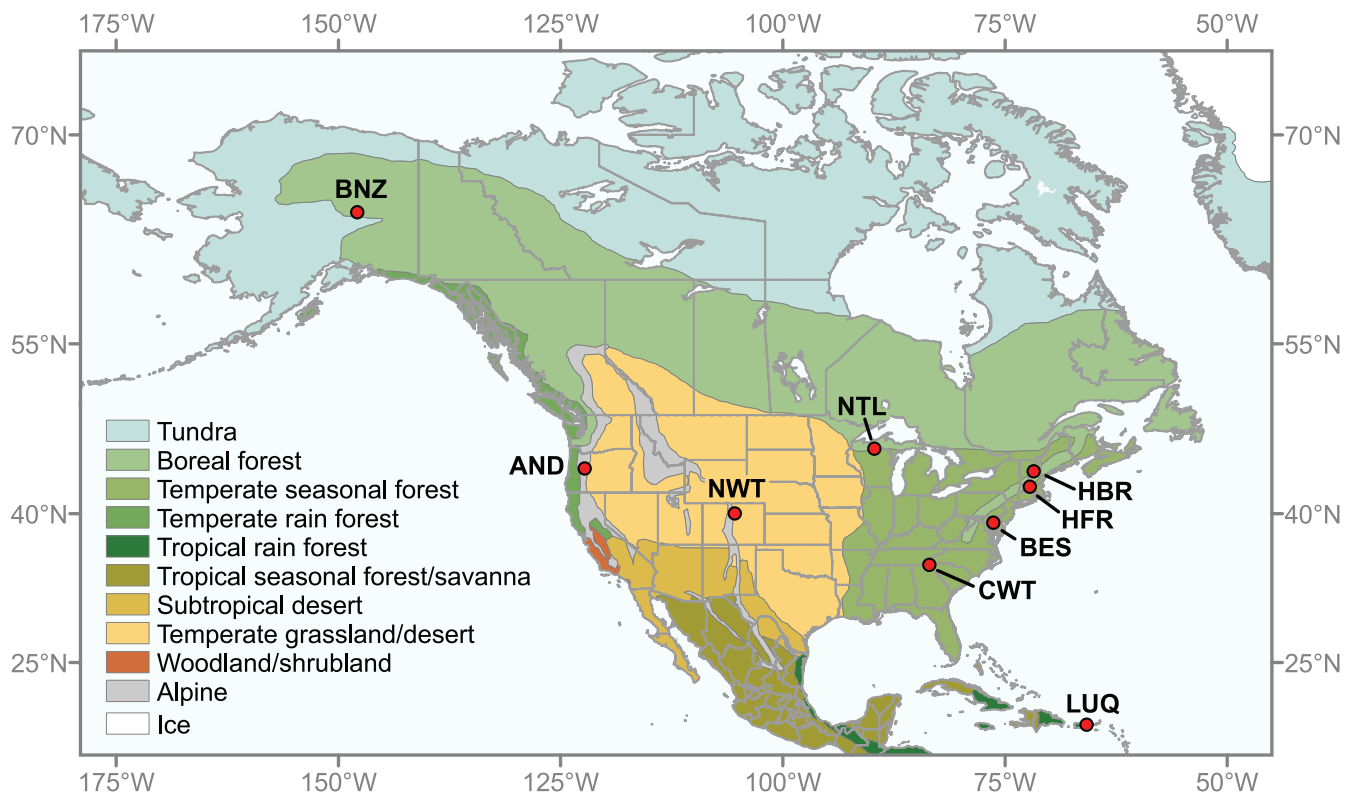 175°W 150°W 125°W 100°W 75°W 50°W
70°N 70°N
BNZ
55°N 55°N
NTL
Tundra
Boreal forest
AND
Temperate seasonal forest
NWT
HBR
Temperate rain forest
40°N 40°N
HFR
Tropical rain forest
BES
Tropical seasonal forest/savanna
CWT
Subtropical desert
Temperate grassland/desert
Woodland/shrubland
25°N 25°N
Alpine
LUQ
Ice
175°W 150°W 125°W 100°W 75°W 50°W